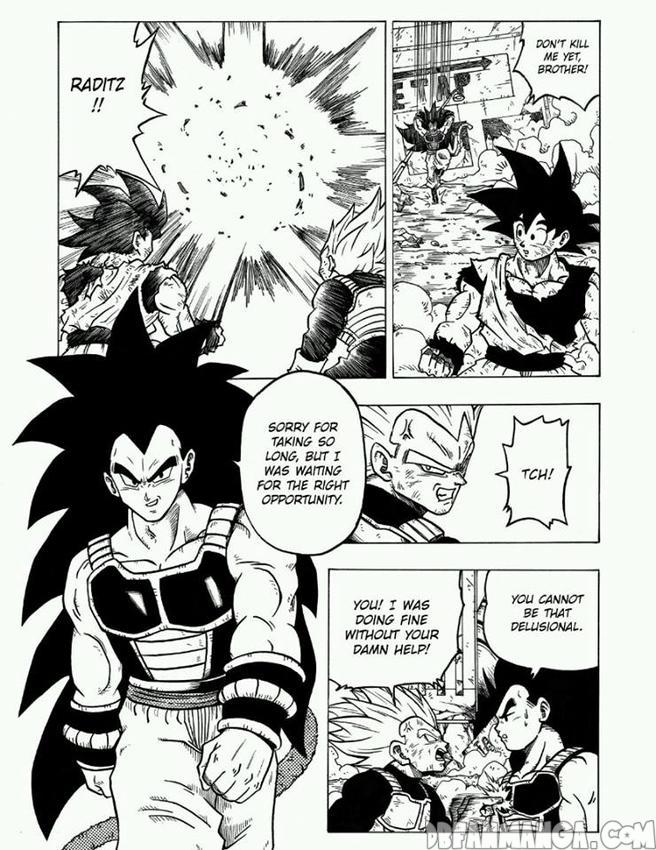 RADITZ
!!
DON'T KILL
ME YET,
BROTHER!
SORRY FOR
TAKING SO
LONG, BUT I
WAS WAITING
FOR THE RIGHT
OPPORTUNITY.
TCH!
YOU! I WAS
DOING FINE
WITHOUT YOUR
DAMN HELP!
YOU CANNOT
BE THAT
DELUSIONAL.
DBFANMANGA.COM